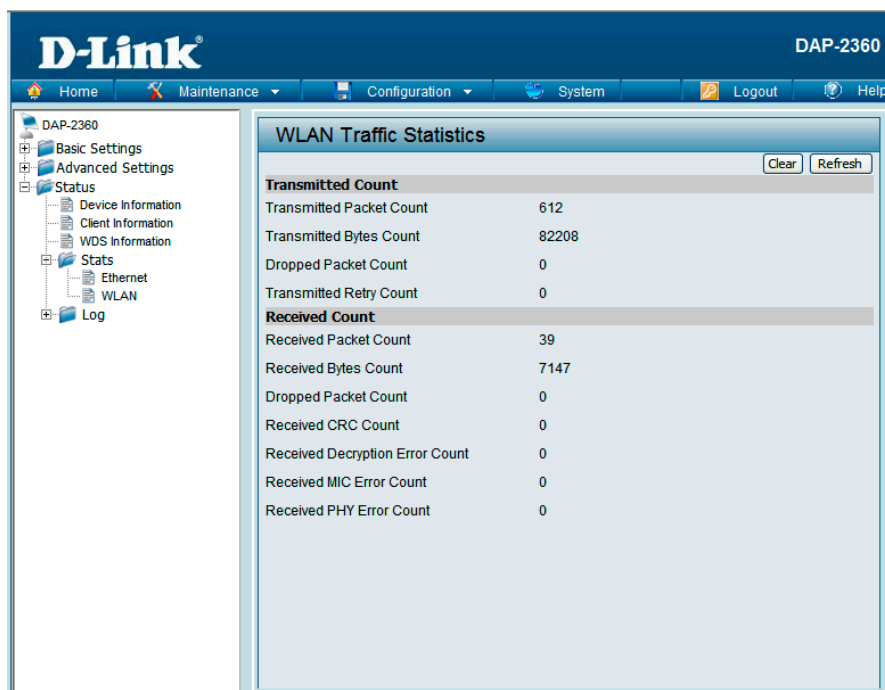 D-Link®
DAP-2360
Home Maintenance Configuration System Logout Help
DAP-2360
Basic Settings
Advanced Settings
Status
Device Information
Client Information
WDS Information
Stats
Ethernet
WLAN
Log
WLAN Traffic Statistics
Clear Refresh
Transmitted Count
Transmitted Packet Count 612
Transmitted Bytes Count 82208
Dropped Packet Count 0
Transmitted Retry Count 0
Received Count
Received Packet Count 39
Received Bytes Count 7147
Dropped Packet Count 0
Received CRC Count 0
Received Decryption Error Count 0
Received MIC Error Count 0
Received PHY Error Count 0